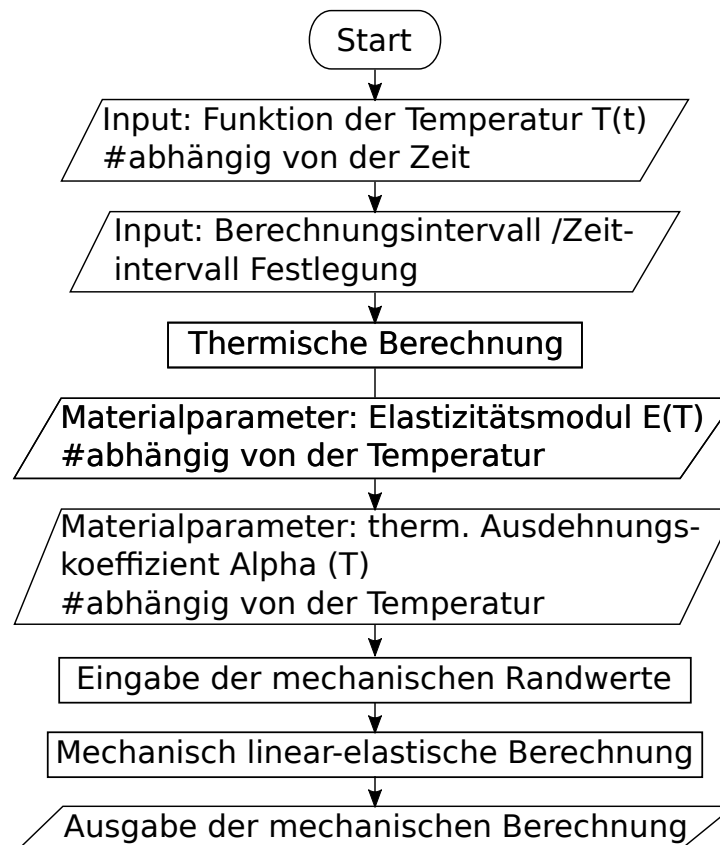 Start
Input: Funktion der Temperatur T(t)
#abhängig von der Zeit
Input: Berechnungsintervall /Zeit-
intervall Festlegung
Thermische Berechnung
Materialparameter: Elastizitätsmodul E(T)
#abhängig von der Temperatur
Materialparameter: therm. Ausdehnungs-
koeffizient Alpha (T)
#abhängig von der Temperatur
Eingabe der mechanischen Randwerte
Mechanisch linear-elastische Berechnung
Ausgabe der mechanischen Berechnung